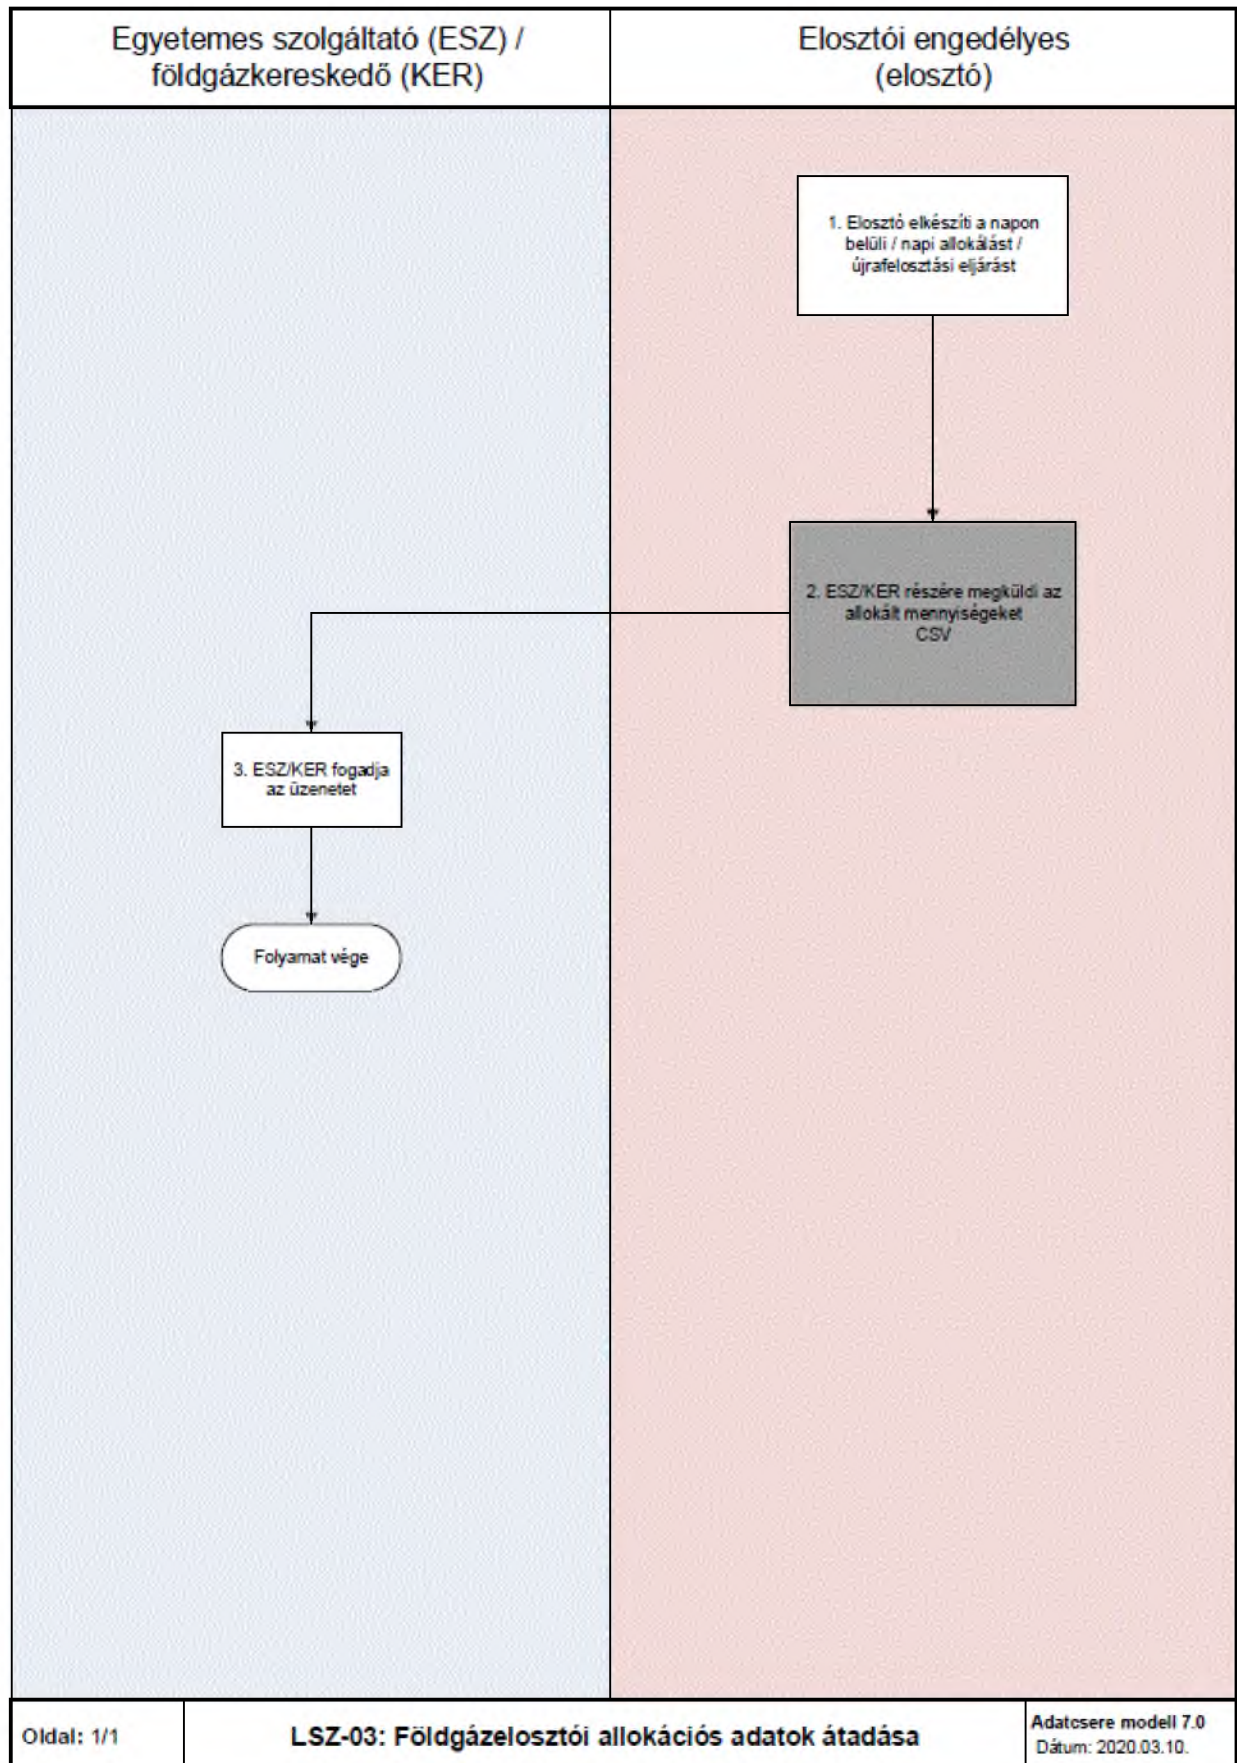 Egyetemes szolgáltató (ESZ) /
földgázkereskedő (KER)
Elosztói engedélyes
(elosztó)
1. Elosztó elkészíti a napon
belüli / napi allokálást /
újrafelosztási eljárást
2. ESZ/KER részére megküldi az
allokált mennyiségeket
CSV
3. ESZ/KER fogadja
az üzenetet
Folyamat vége
Oldal: 1/1
LSZ-03: Földgázelosztói allokációs adatok átadása
Adatcsere modell 7.0
Dátum: 2020.03.10.